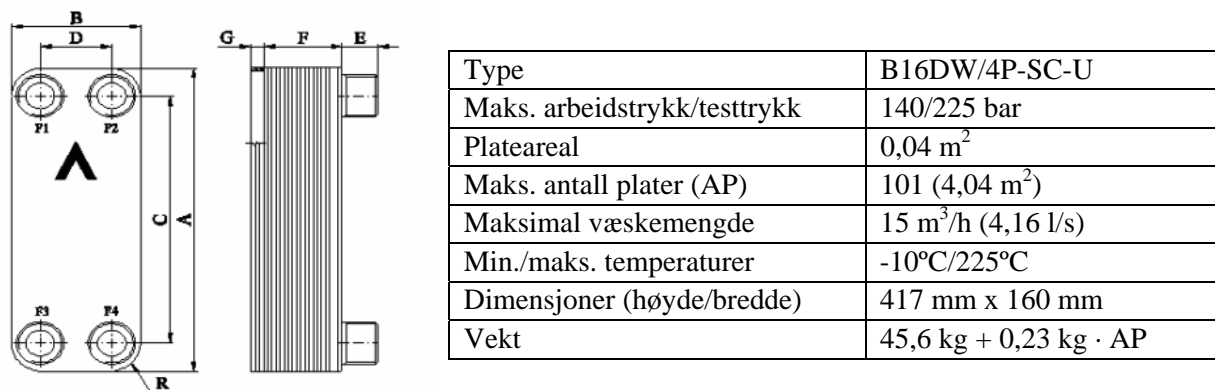 B
D
G F E
F1 F2
C A
F3 F4
R
Type B16DW/4P-SC-U
Maks. arbeidstrykk/testtrykk 140/225 bar
Plateareal 0,04 m²
Maks. antall plater (AP) 101 (4,04 m²)
Maksimal væskemengde 15 m³/h (4,16 l/s)
Min./maks. temperaturer -10ºC/225ºC
Dimensjoner (høyde/bredde) 417 mm x 160 mm
Vekt 45,6 kg + 0,23 kg · AP